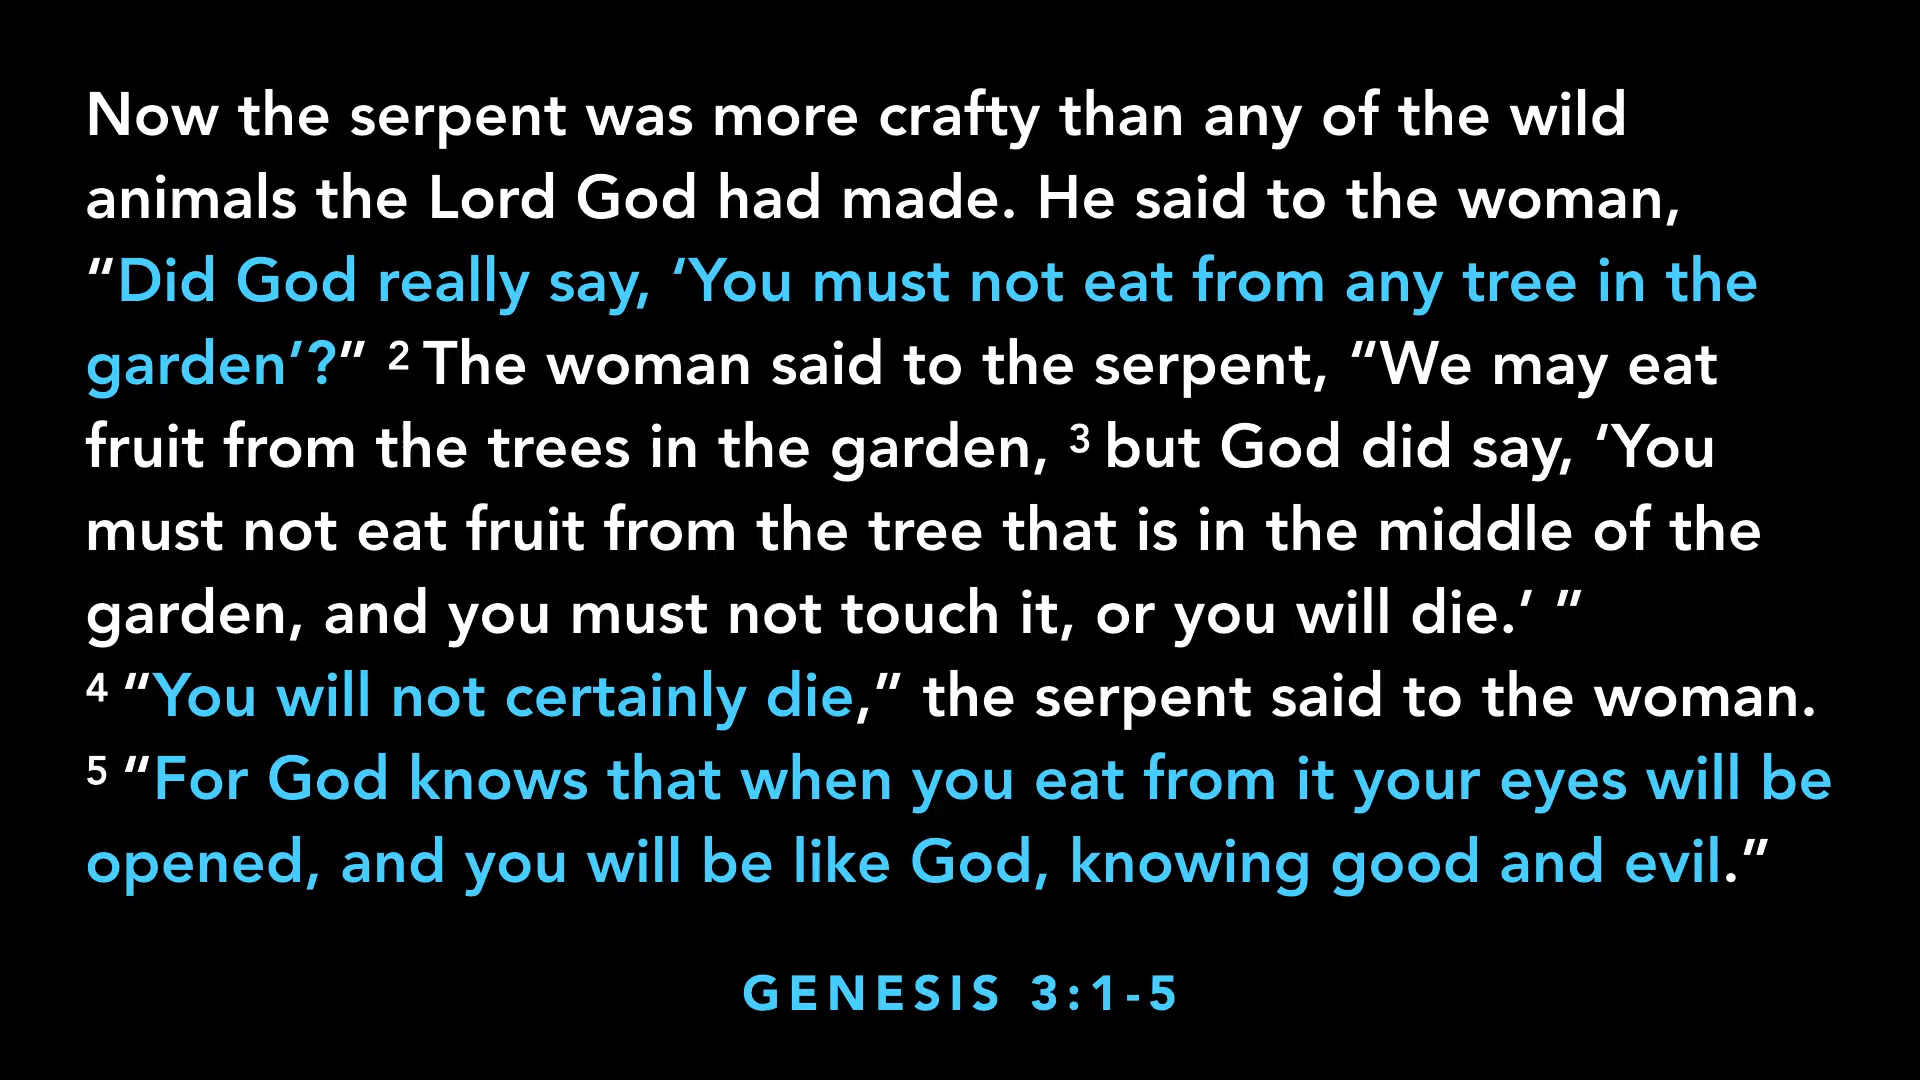 Now the serpent was more crafty than any of the wild
animals the Lord God had made. He said to the woman,
“Did God really say, ‘You must not eat from any tree in the
garden’?” ² The woman said to the serpent, “We may eat
fruit from the trees in the garden, ³ but God did say, ‘You
must not eat fruit from the tree that is in the middle of the
garden, and you must not touch it, or you will die.’ ”
⁴ “You will not certainly die,” the serpent said to the woman.
⁵ “For God knows that when you eat from it your eyes will be
opened, and you will be like God, knowing good and evil.”
GENESIS 3:1-5